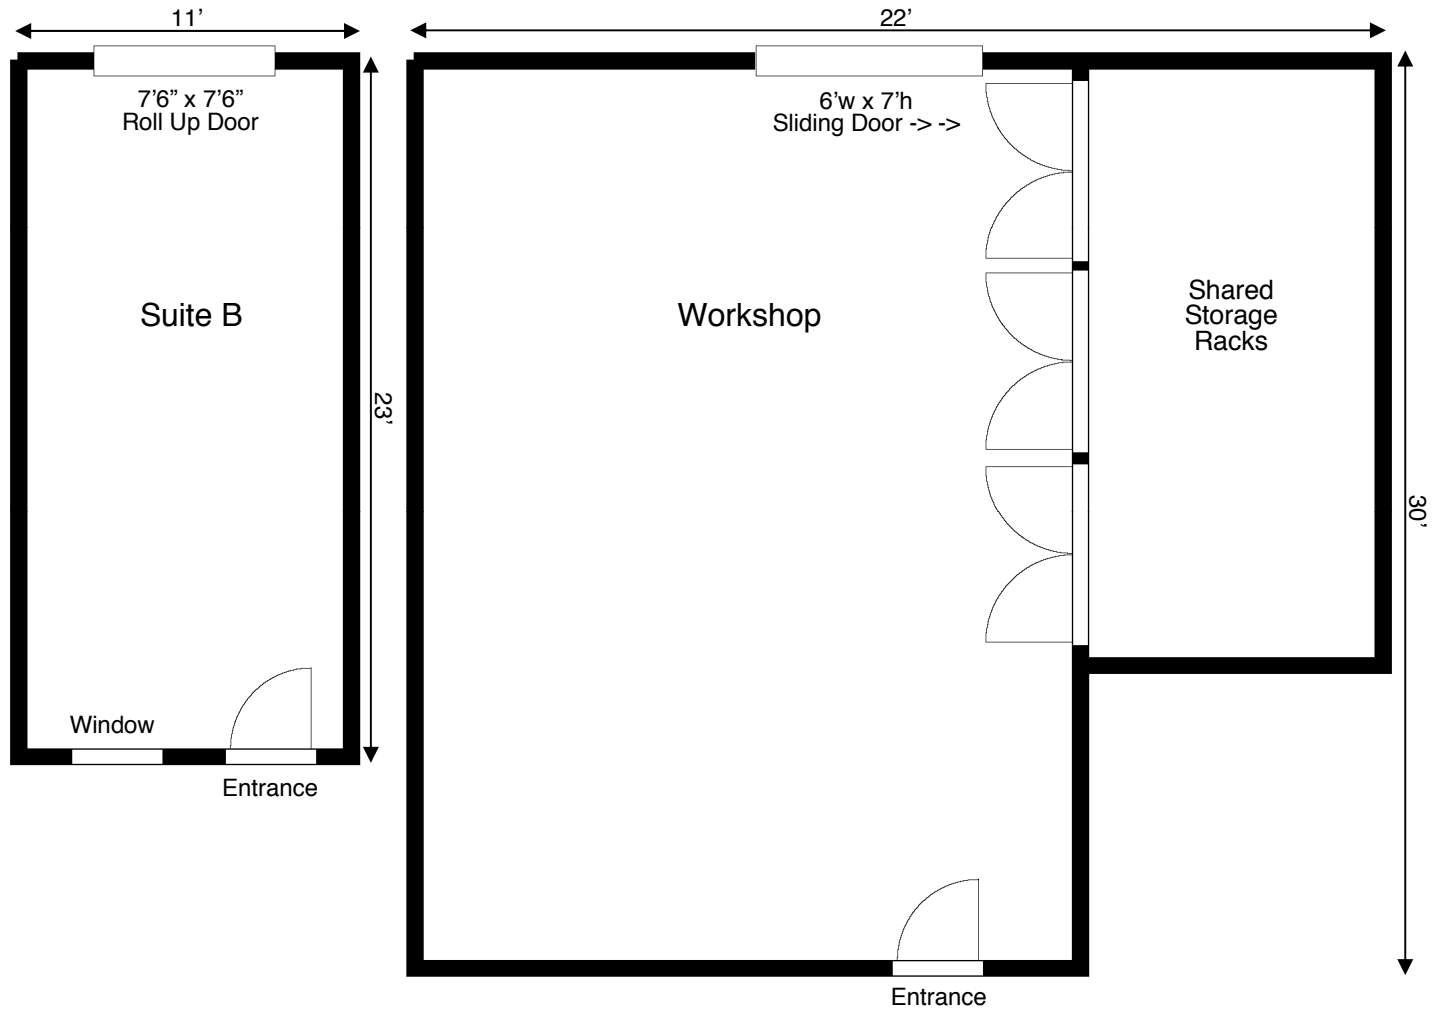 11’
22’
7’6” x 7’6”
Roll Up Door
6’w x 7’h
Sliding Door -> ->
Suite B
Workshop
Shared
Storage
Racks
23’
30’
Window
Entrance
Entrance